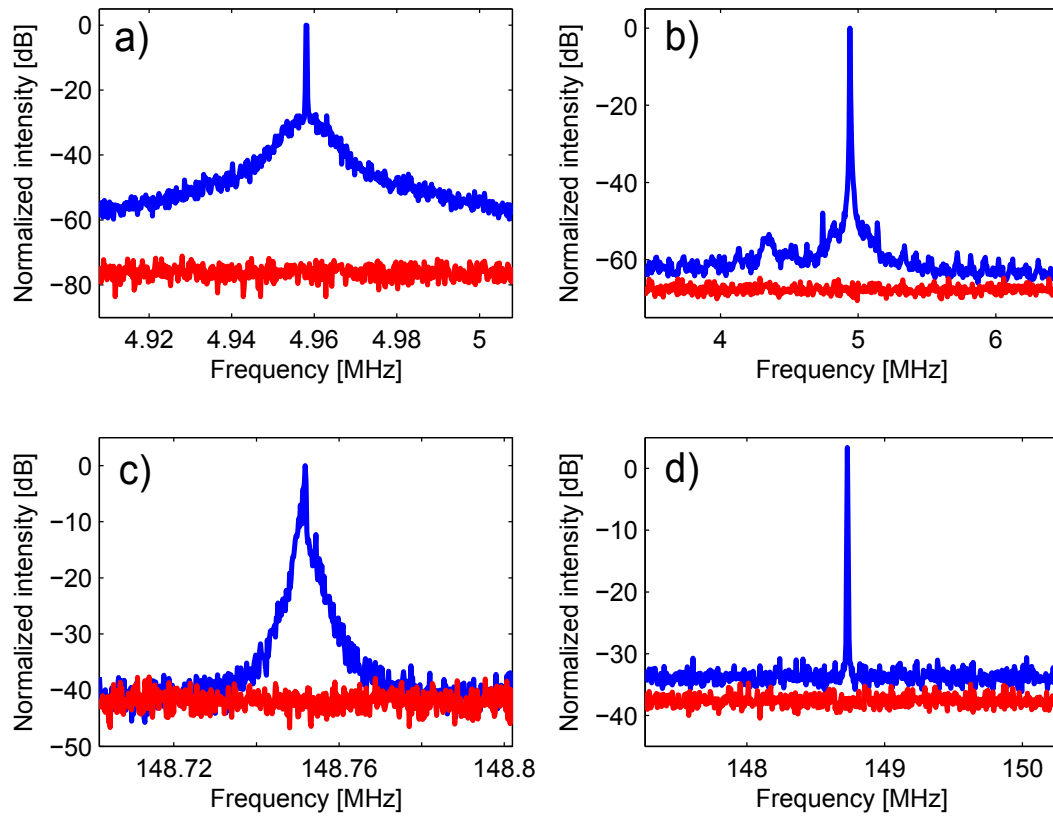 a)
Normalized intensity [dB]
0
−20
−40
−60
−80
4.92
4.94
4.96
4.98
5
Frequency [MHz]
b)
Normalized intensity [dB]
0
−20
−40
−60
4
5
6
Frequency [MHz]
c)
Normalized intensity [dB]
0
−10
−20
−30
−40
−50
148.72
148.76
148.8
Frequency [MHz]
d)
Normalized intensity [dB]
0
−10
−20
−30
−40
148
149
150
Frequency [MHz]